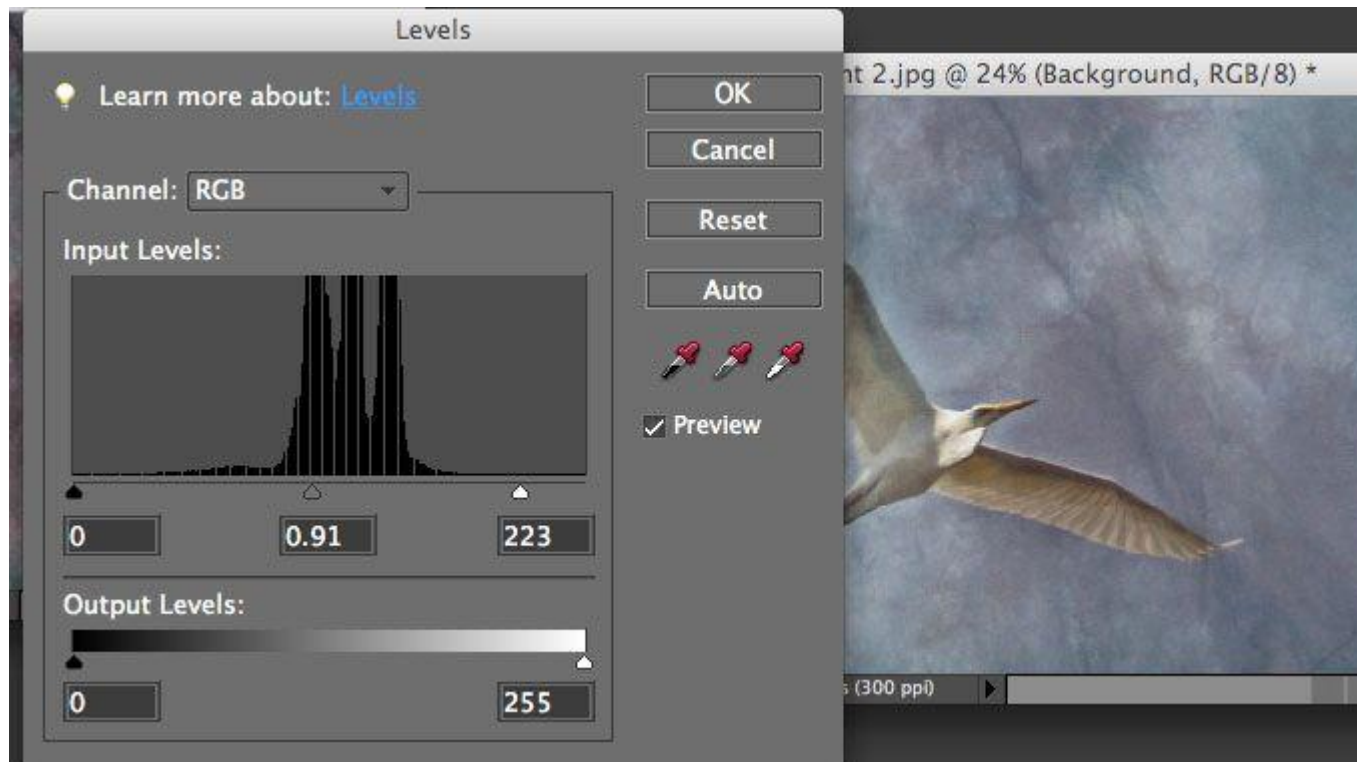 Levels
nt 2.jpg @ 24% (Background, RGB/8) *
Learn more about: Levels
OK
Cancel
Channel: RGB
Reset
Input Levels:
Auto
Preview
0
0.91
223
Output Levels:
0
255
(300 ppi)